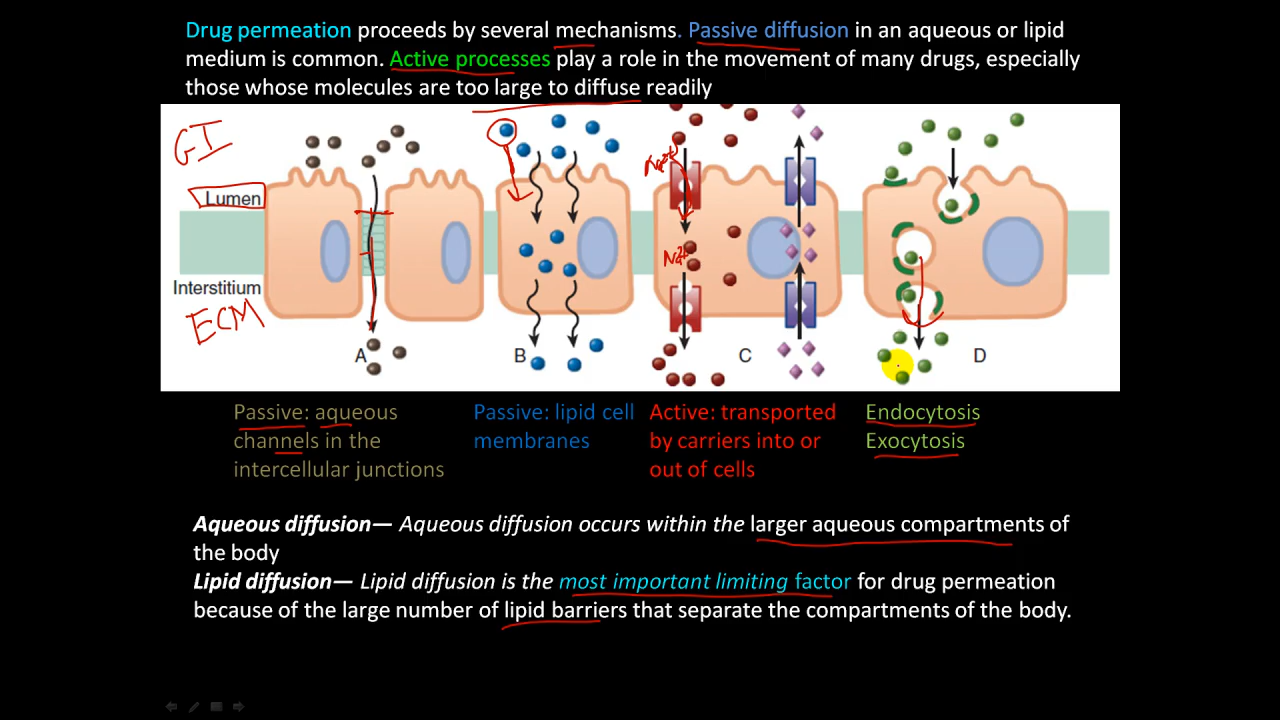 Drug permeation proceeds by several mechanisms. Passive diffusion in an aqueous or lipid
medium is common. Active processes play a role in the movement of many drugs, especially
those whose molecules are too large to diffuse readily
GI
Lumen
Interstitium
ECM
A
B
C
D
Passive: aqueous
channels in the
intercellular junctions
Passive: lipid cell
membranes
Active: transported
by carriers into or
out of cells
Endocytosis
Exocytosis
Aqueous diffusion— Aqueous diffusion occurs within the larger aqueous compartments of
the body
Lipid diffusion— Lipid diffusion is the most important limiting factor for drug permeation
because of the large number of lipid barriers that separate the compartments of the body.